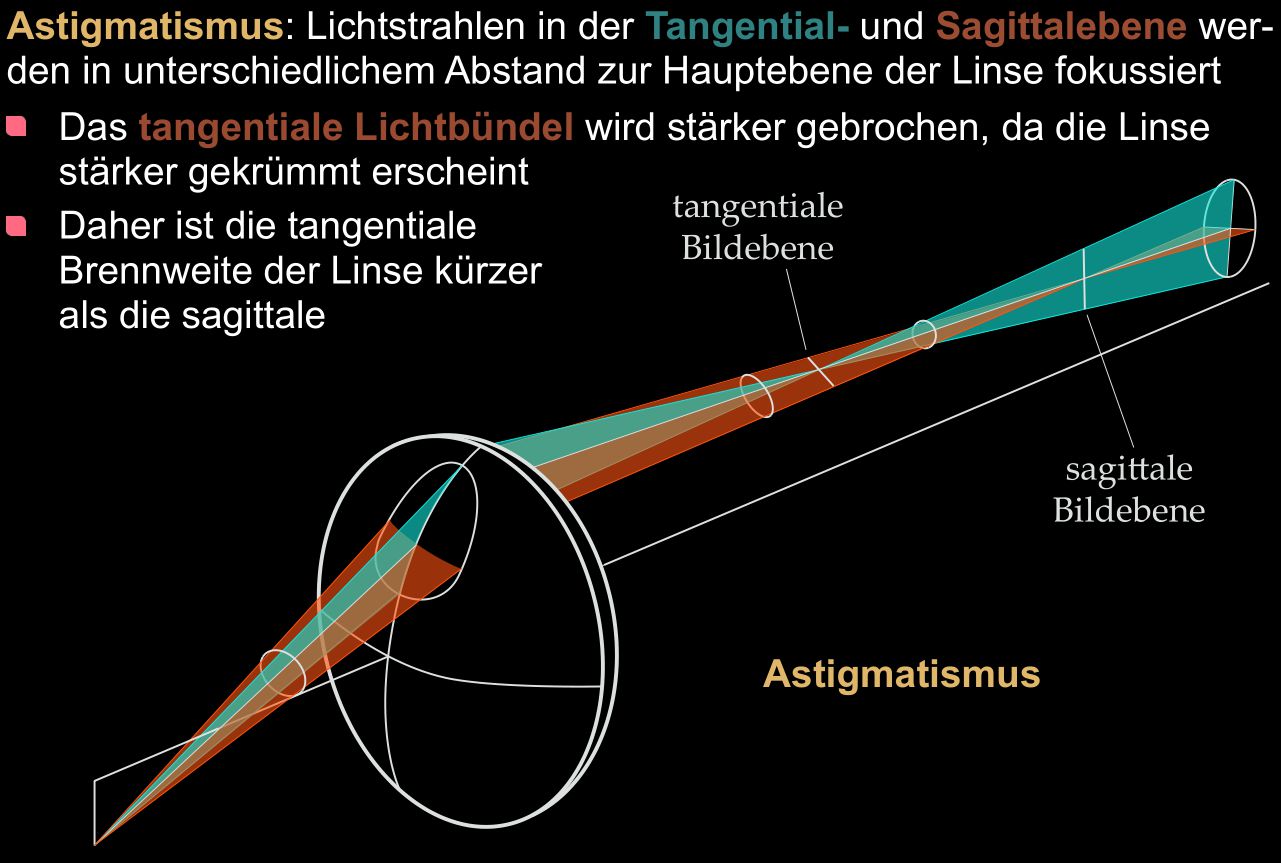 Astigmatismus: Lichtstrahlen in der Tangential- und Sagittalebene wer-
den in unterschiedlichem Abstand zur Hauptebene der Linse fokussiert
Das tangentiale Lichtbündel wird stärker gebrochen, da die Linse
stärker gekrümmt erscheint
Daher ist die tangentiale
Brennweite der Linse kürzer
als die sagittale
tangentiale
Bildebene
sagittale
Bildebene
Astigmatismus